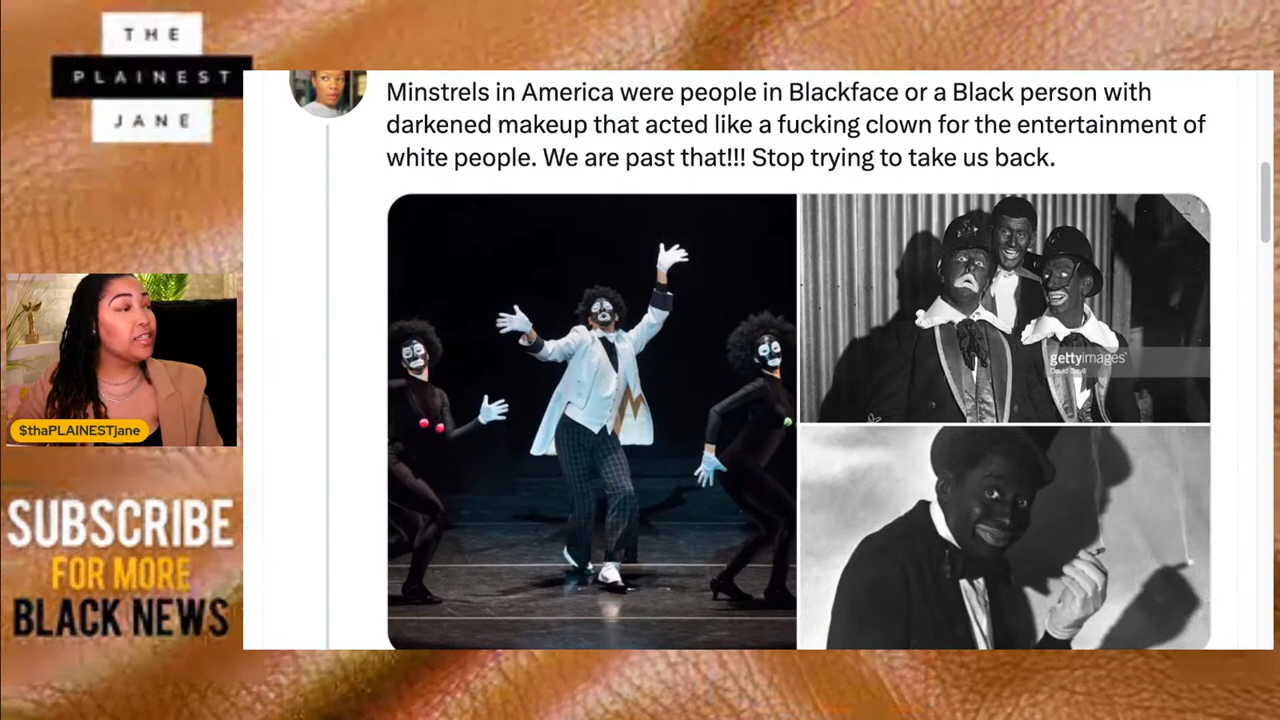 THE
PLAINEST
JANE
Minstrels in America were people in Blackface or a Black person with
darkened makeup that acted like a fucking clown for the entertainment of
white people. We are past that!!! Stop trying to take us back.
gettyimages®
David Savill
$thaPLAINESTjane
SUBSCRIBE
FOR MORE
BLACK NEWS